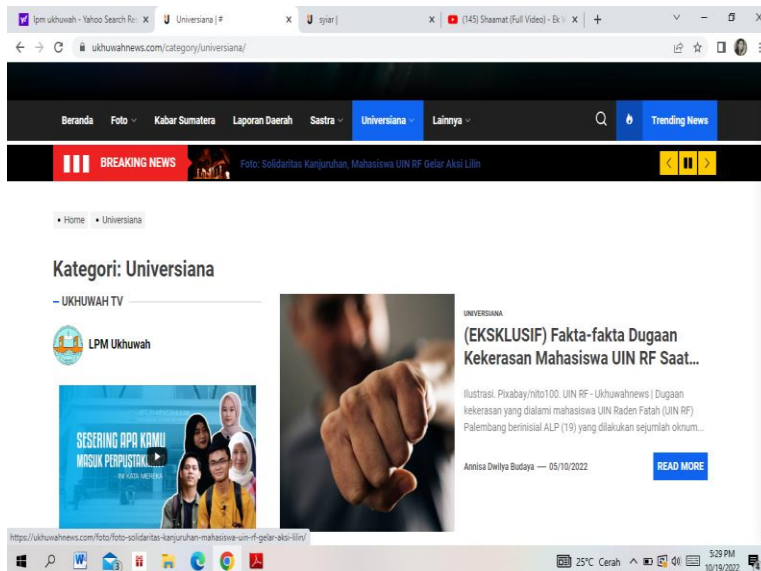 lpm ukhuwah - Yahoo Search Re
Universiana | #
syiar |
(145) Shaamat (Full Video) - Ek V
ukhuwahnews.com/category/universiana/
Beranda Foto Kabar Sumatera Laporan Daerah Sastra Universiana Lainnya Trending News
BREAKING NEWS Foto: Solidaritas Kanjuruhan, Mahasiswa UIN RF Gelar Aksi Lilin
• Home • Universiana
Kategori: Universiana
UKHUWAH TV
LPM Ukhuwah
SESERING APA KAMU
MASUK PERPUSTAKAAN
- INI KATA MEREKA
UNIVERSIANA
(EKSKLUSIF) Fakta-fakta Dugaan
Kekerasan Mahasiswa UIN RF Saat...
Ilustrasi. Pixabay/nito100. UIN RF - Ukhuwahnews | Dugaan
kekerasan yang dialami mahasiswa UIN Raden Fatah (UIN RF)
Palembang berinisial ALP (19) yang dilakukan sejumlah oknum...
Annisa Dwilya Budaya — 05/10/2022
READ MORE
https://ukhuwahnews.com/foto/foto-solidaritas-kanjuruhan-mahasiswa-uin-rf-gelar-aksi-lilin/
25°C Cerah
5:29 PM
10/19/2022